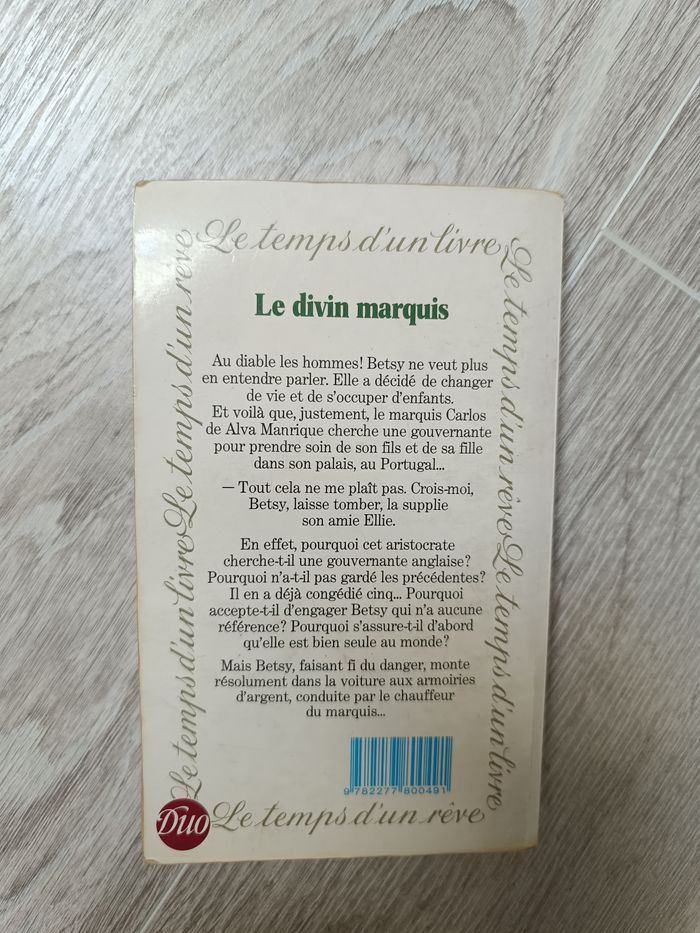 Le temps d'un livre
Le temps d'un rêve
Le temps d'un livre
Le temps d'un rêve
Le temps d'un livre
Le divin marquis
Au diable les hommes! Betsy ne veut plus
en entendre parler. Elle a décidé de changer
de vie et de s'occuper d'enfants.
Et voilà que, justement, le marquis Carlos
de Alva Manrique cherche une gouvernante
pour prendre soin de son fils et de sa fille
dans son palais, au Portugal...
— Tout cela ne me plaît pas. Crois-moi,
Betsy, laisse tomber, la supplie
son amie Ellie.
En effet, pourquoi cet aristocrate
cherche-t-il une gouvernante anglaise?
Pourquoi n'a-t-il pas gardé les précédentes?
Il en a déjà congédié cinq... Pourquoi
accepte-t-il d'engager Betsy qui n'a aucune
référence? Pourquoi s'assure-t-il d'abord
qu'elle est bien seule au monde?
Mais Betsy, faisant fi du danger, monte
résolument dans la voiture aux armoiries
d'argent, conduite par le chauffeur
du marquis...
9 782277 800491
Duo
Le temps d'un rêve